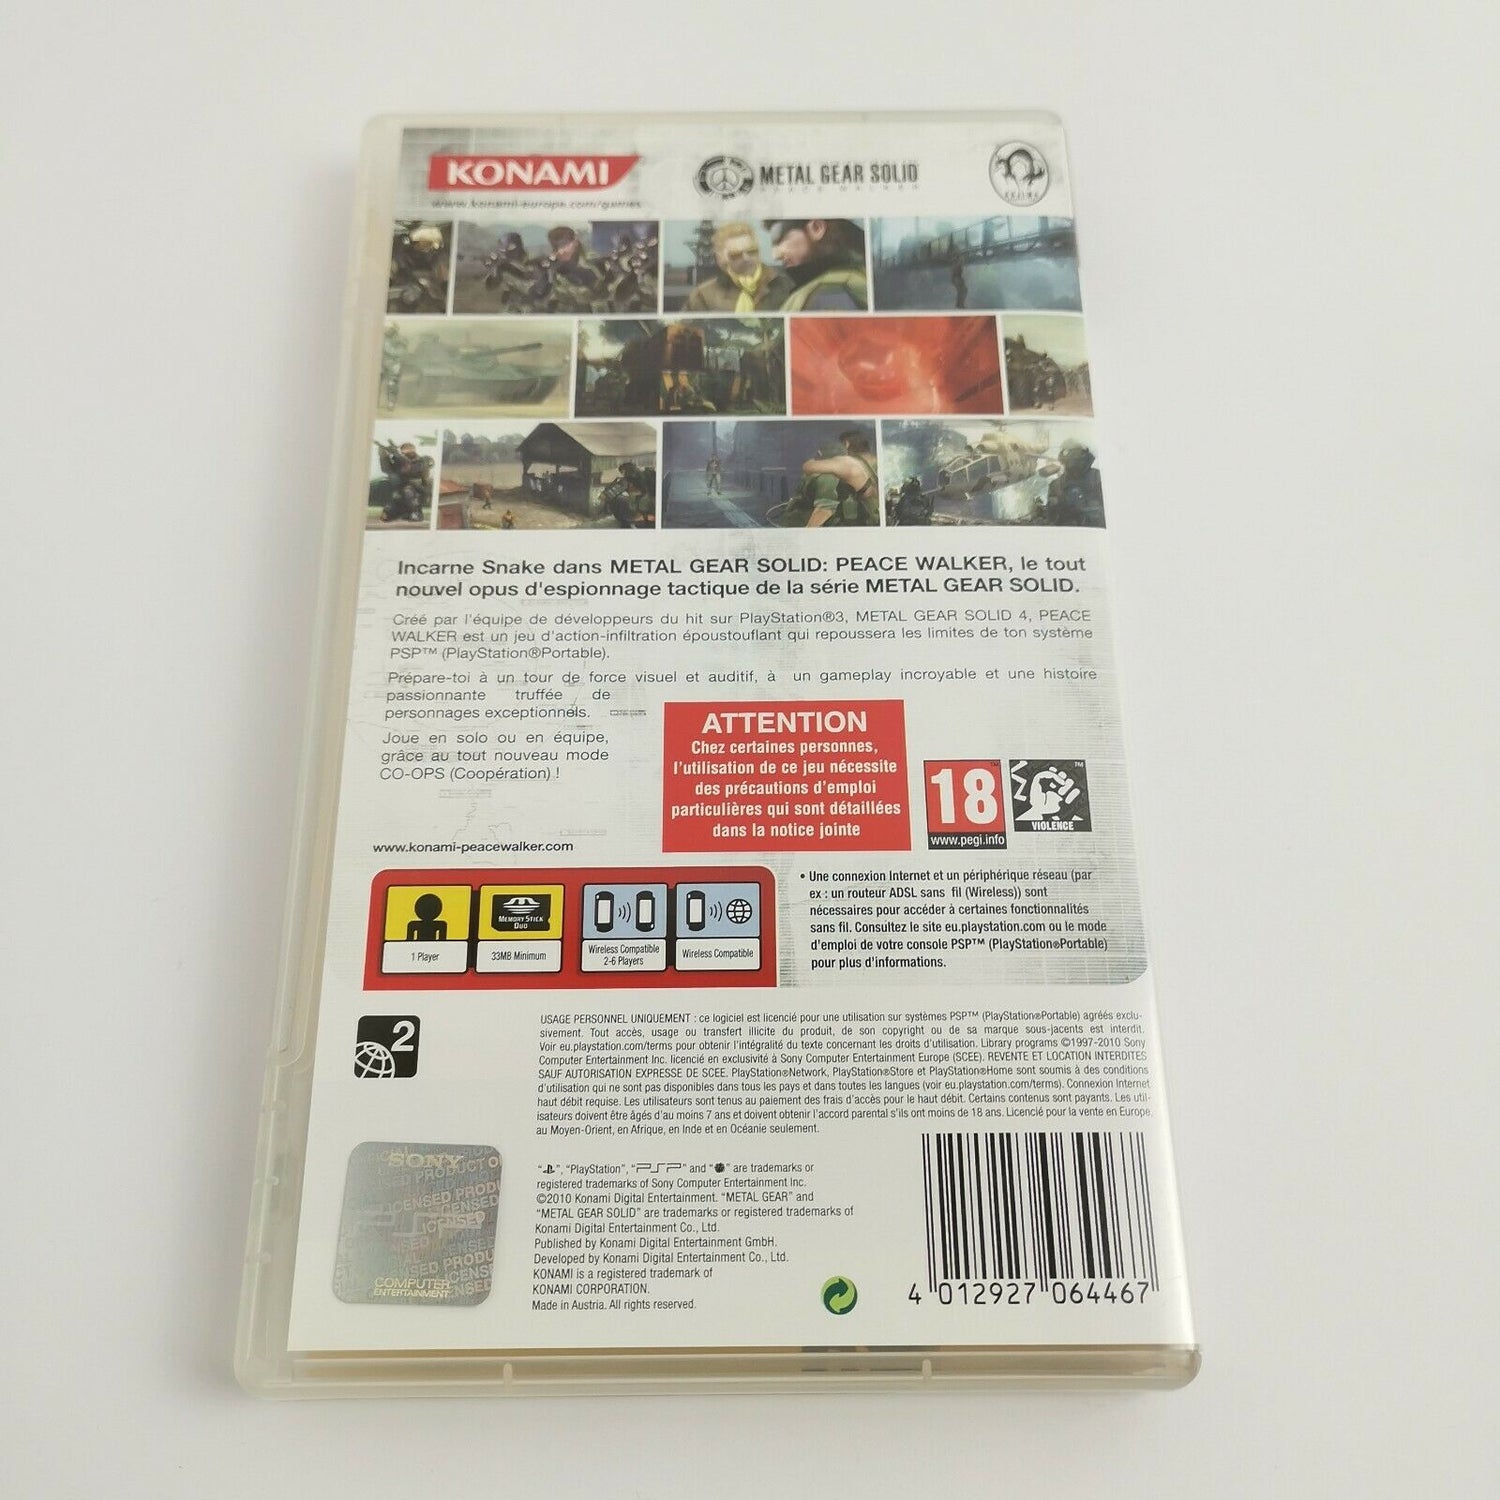 KONAMI
METAL GEAR SOLID
PEACE WALKER
www.konami-europe.com/games
Incarne Snake dans METAL GEAR SOLID: PEACE WALKER, le tout
nouvel opus d'espionnage tactique de la série METAL GEAR SOLID.
Créé par l'équipe de développeurs du hit sur PlayStation®3, METAL GEAR SOLID 4, PEACE
WALKER est un jeu d'action-infiltration époustouflant qui repoussera les limites de ton système
PSP™ (PlayStation®Portable).
Prépare-toi à un tour de force visuel et auditif, à un gameplay incroyable et une histoire
passionnante truffée de
personnages exceptionnels.
Joue en solo ou en équipe,
grâce au tout nouveau mode
CO-OPS (Coopération) !
www.konami-peacewalker.com
ATTENTION
Chez certaines personnes,
l'utilisation de ce jeu nécessite
des précautions d'emploi
particulières qui sont détaillées
dans la notice jointe
18
www.pegi.info
VIOLENCE
MEMORY STICK
DUO
1 Player
33MB Minimum
Wireless Compatible
2-6 Players
Wireless Compatible
• Une connexion Internet et un périphérique réseau (par
ex : un routeur ADSL sans fil (Wireless)) sont
nécessaires pour accéder à certaines fonctionnalités
sans fil. Consultez le site eu.playstation.com ou le mode
d'emploi de votre console PSP™ (PlayStation®Portable)
pour plus d'informations.
2
USAGE PERSONNEL UNIQUEMENT : ce logiciel est licencié pour une utilisation sur systèmes PSP™ (PlayStation®Portable) agréés exclu-
sivement. Tout accès, usage ou transfert illicite du produit, de son copyright ou de sa marque sous-jacents est interdit.
Voir eu.playstation.com/terms pour obtenir l'intégralité du texte concernant les droits d'utilisation. Library programs ©1997-2010 Sony
Computer Entertainment Inc. licencié en exclusivité à Sony Computer Entertainment Europe (SCEE). REVENTE ET LOCATION INTERDITES
SAUF AUTORISATION EXPRESSE DE SCEE. PlayStation®Network, PlayStation®Store et PlayStation®Home sont soumis à des conditions
d'utilisation qui ne sont pas disponibles dans tous les pays et dans toutes les langues (voir eu.playstation.com/terms). Connexion Internet
haut débit requise. Les utilisateurs sont tenus au paiement des frais d'accès pour le haut débit. Certains contenus sont payants. Les util-
isateurs doivent être âgés d'au moins 7 ans et doivent obtenir l'accord parental s'ils ont moins de 18 ans. Licencié pour la vente en Europe,
au Moyen-Orient, en Afrique, en Inde et en Océanie seulement.
SONY
LICENSED PRODUCT
COMPUTER
ENTERTAINMENT
"", "PlayStation", "PSP" and "" are trademarks or
registered trademarks of Sony Computer Entertainment Inc.
©2010 Konami Digital Entertainment. "METAL GEAR" and
"METAL GEAR SOLID" are trademarks or registered trademarks of
Konami Digital Entertainment Co., Ltd.
Published by Konami Digital Entertainment GmbH.
Developed by Konami Digital Entertainment Co., Ltd.
KONAMI is a registered trademark of
KONAMI CORPORATION.
Made in Austria. All rights reserved.
4 012927 064467